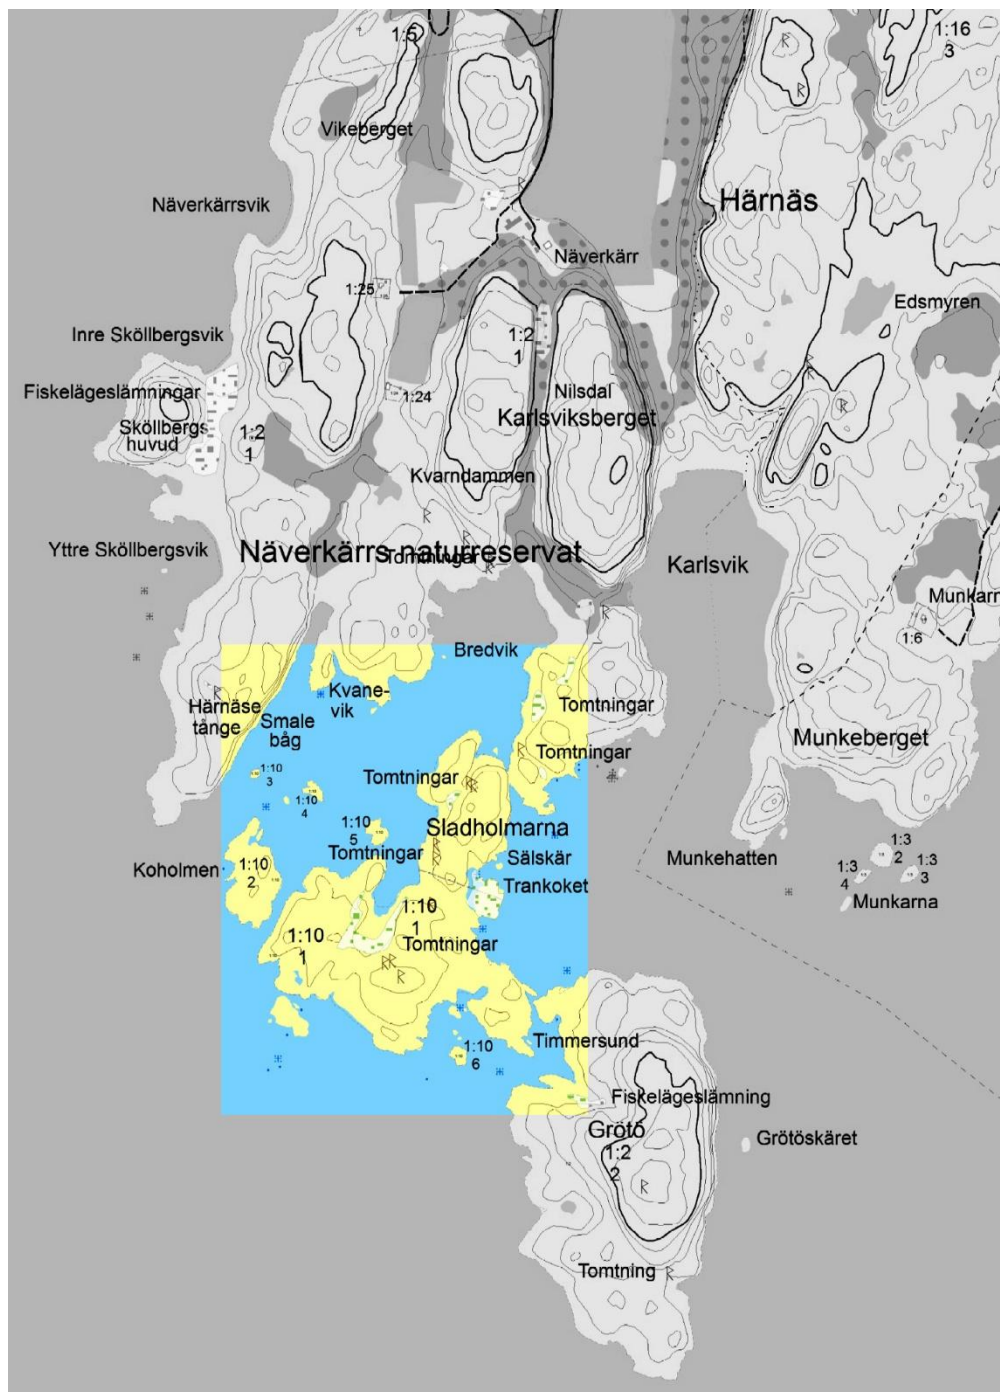 1:5
1:16
3
Vikeberget
Näverkärrsvik
Härnäs
Näverkärr
1:25
Edsmyren
Inre Sköllbergsvik
1:2
1
Fiskelägeslämningar
Nilsdal
1:24
Karlsviksberget
Sköllbergs
huvud
1:2
1
Kvarndammen
Yttre Sköllbergsvik
Näverkärrs naturreservat
Tomtningar
Karlsvik
Munkarn
1:6
Bredvik
Härnäse
tånge
Kvane-
vik
Smale
båg
Tomtningar
Tomtningar
Munkeberget
1:10
3
Tomtningar
1:10
4
1:10
5
Sladholmarna
Tomtningar
Koholmen
1:10
2
Sälskär
Trankoket
Munkehatten
1:3
2
1:3
3
1:3
4
Munkarna
1:10
1
1:10
1
Tomtningar
Timmersund
1:10
6
Fiskelägeslämning
Grötö
1:2
2
Grötöskäret
Tomtning